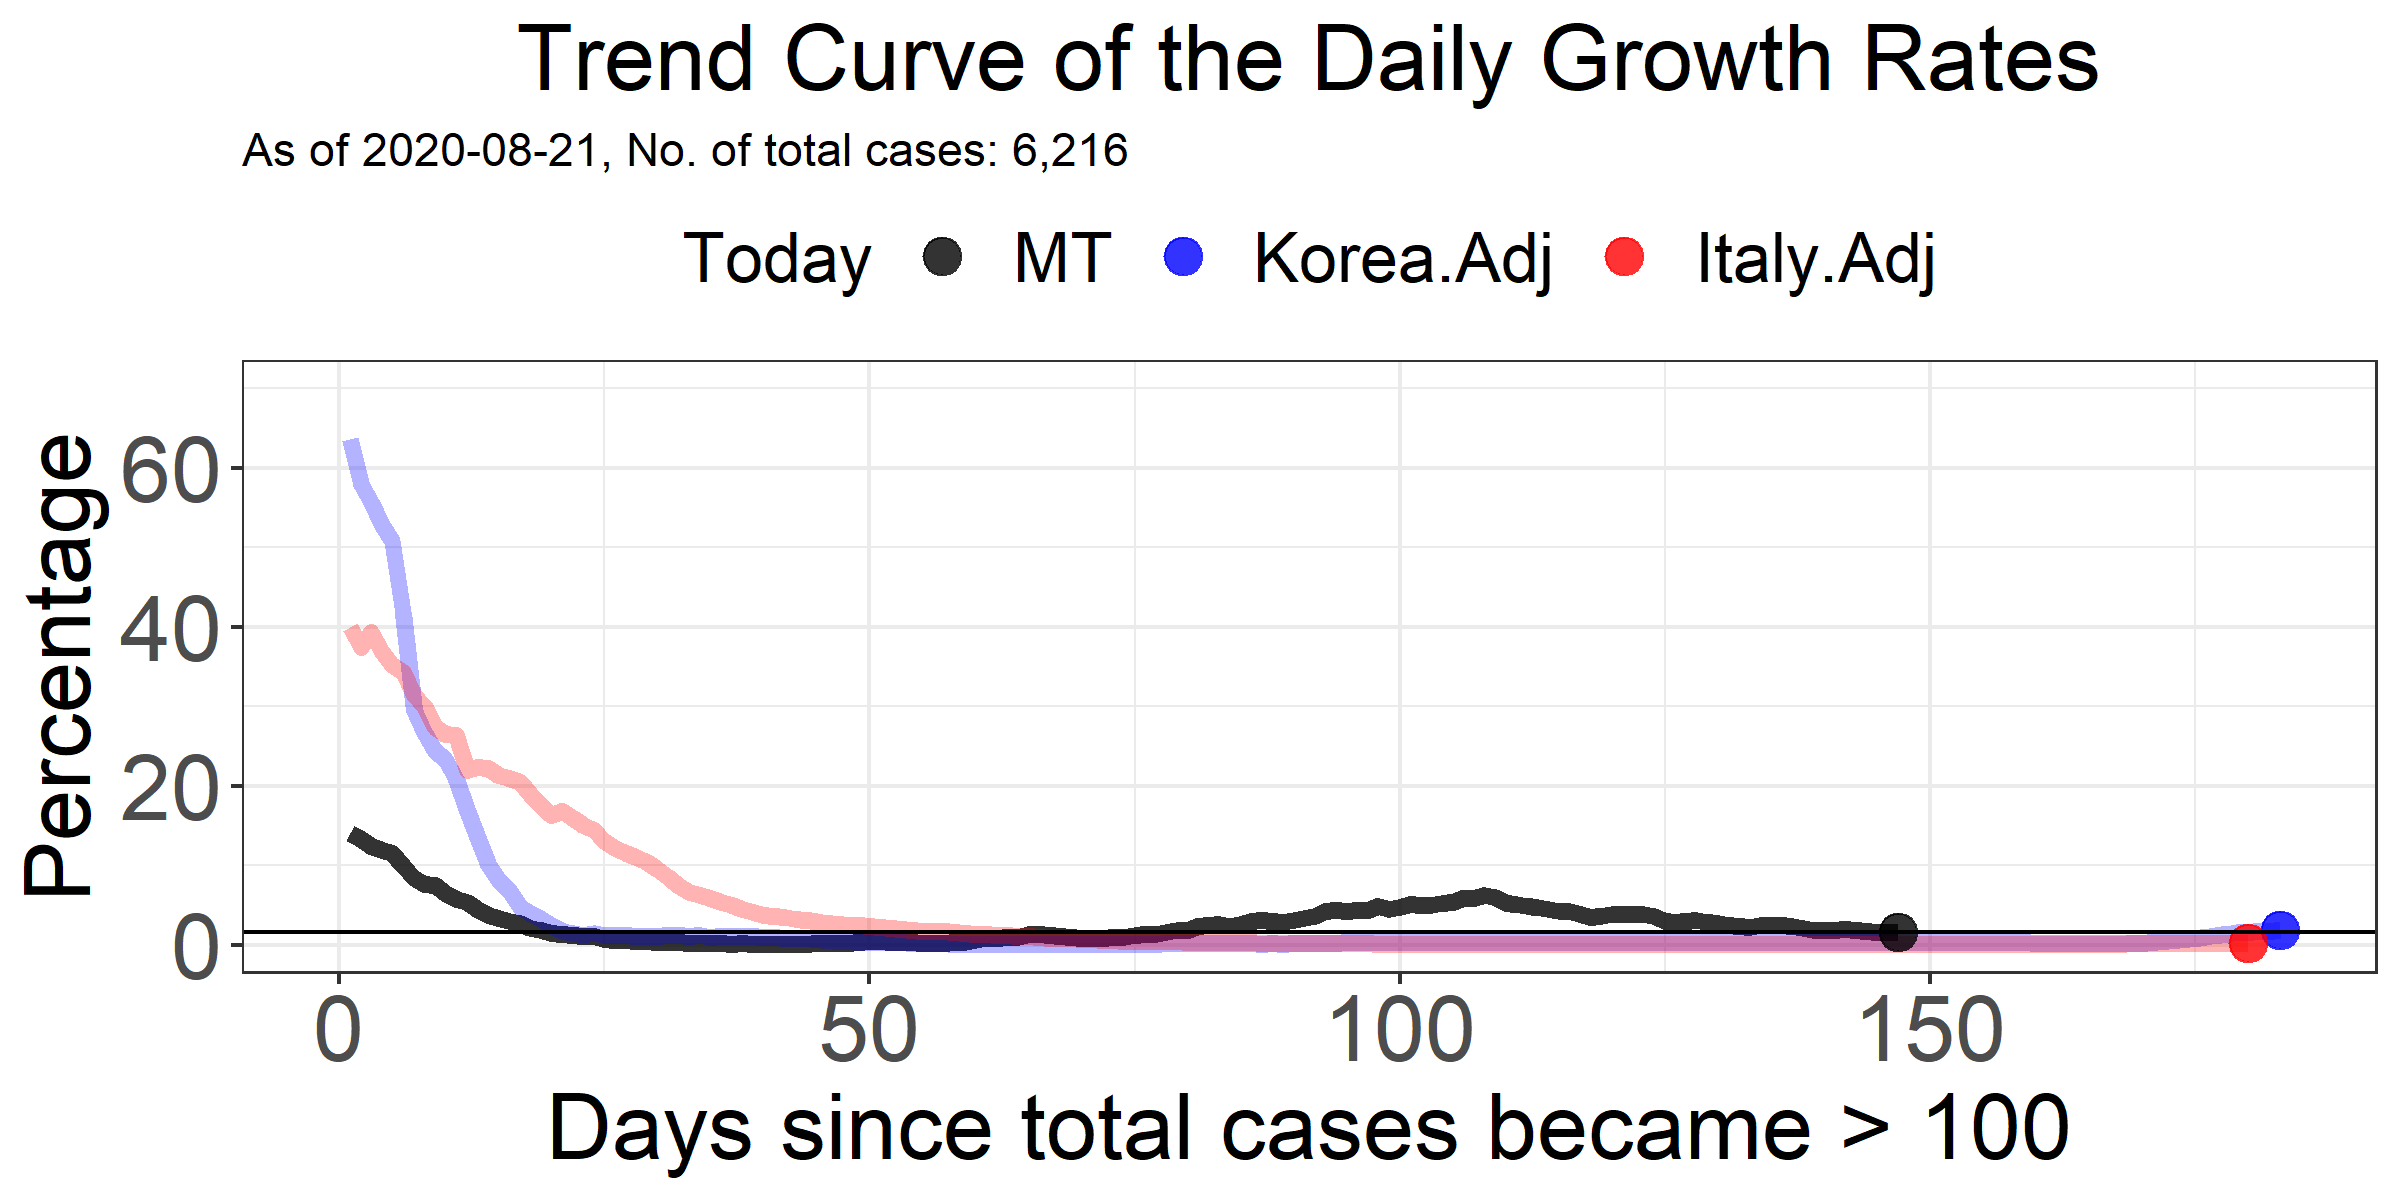 Trend Curve of the Daily Growth Rates
As of 2020-08-21, No. of total cases: 6,216
Today MT Korea.Adj Italy.Adj
Percentage
60
40
20
0
0 50 100 150
Days since total cases became > 100